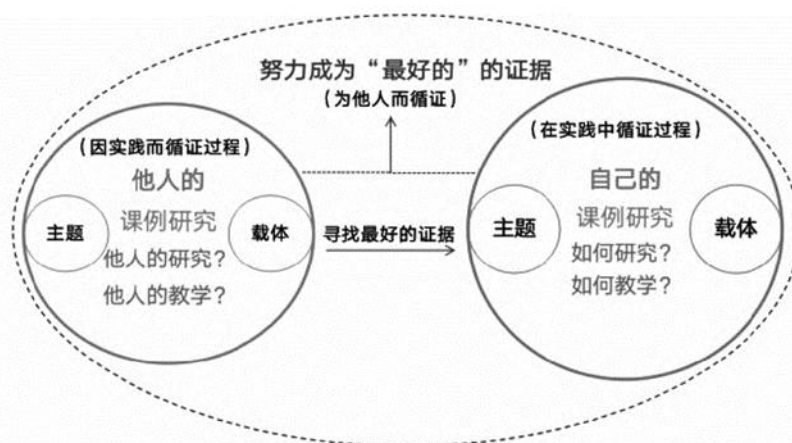 努力成为“最好的”的证据
（为他人而循证）
（因实践而循证过程）
他人的
课例研究
他人的研究？
他人的教学？
主题
载体
寻找最好的证据
（在实践中循证过程）
自己的
课例研究
如何研究？
如何教学？
主题
载体